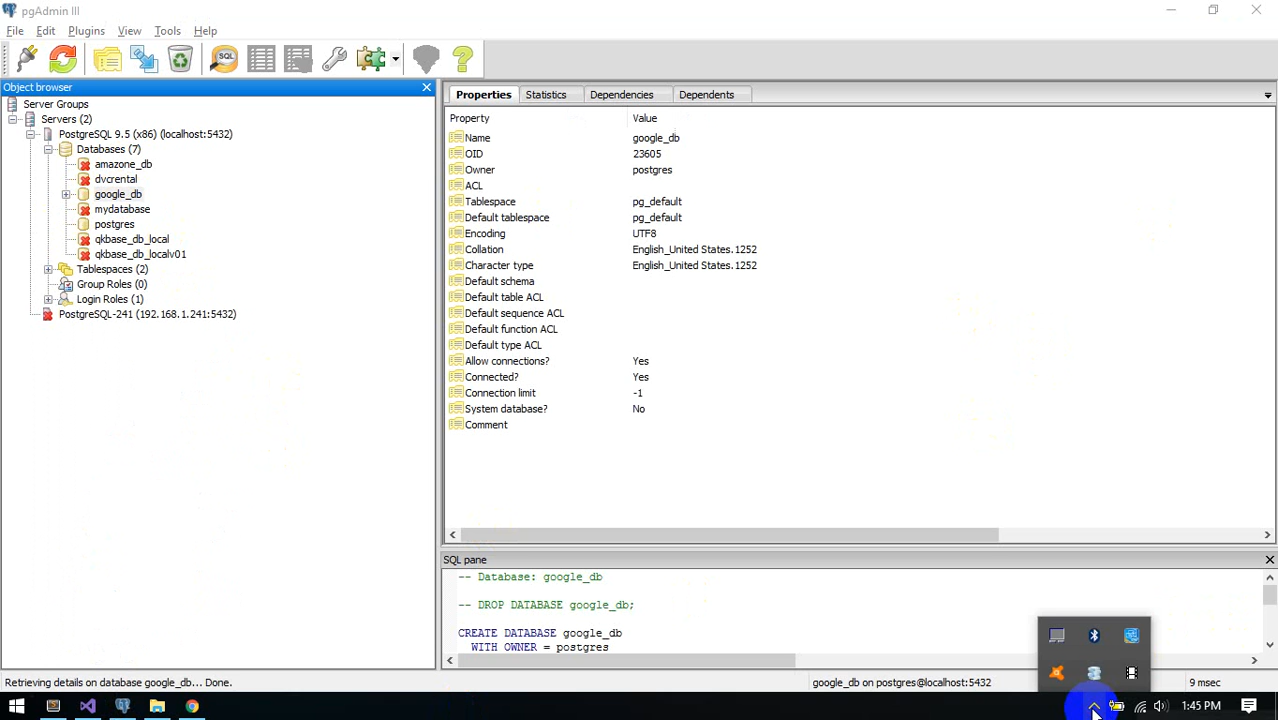 pgAdmin III
File Edit Plugins View Tools Help
SQL
Object browser
Server Groups
Servers (2)
PostgreSQL 9.5 (x86) (localhost:5432)
Databases (7)
amazone_db
dvcrental
google_db
mydatabase
postgres
qkbase_db_local
qkbase_db_localv01
Tablespaces (2)
Group Roles (0)
Login Roles (1)
PostgreSQL-241 (192.168.1.241:5432)
Properties Statistics Dependencies Dependents
Property Value
Name google_db
OID 23605
Owner postgres
ACL
Tablespace pg_default
Default tablespace pg_default
Encoding UTF8
Collation English_United States.1252
Character type English_United States.1252
Default schema
Default table ACL
Default sequence ACL
Default function ACL
Default type ACL
Allow connections? Yes
Connected? Yes
Connection limit -1
System database? No
Comment
SQL pane
-- Database: google_db
-- DROP DATABASE google_db;
CREATE DATABASE google_db
WITH OWNER = postgres
Retrieving details on database google_db... Done. google_db on postgres@localhost:5432 9 msec
1:45 PM